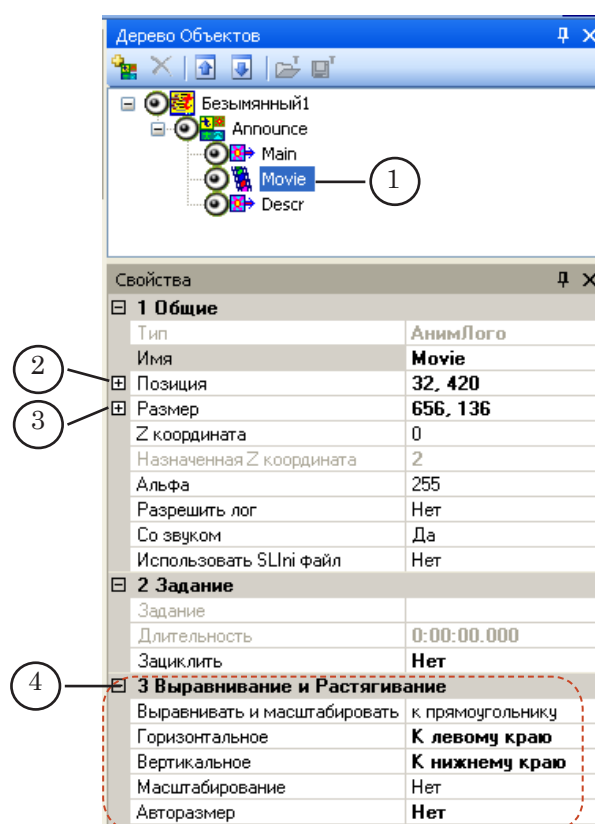 Дерево Объектов
Безымянный1
Announce
Main
Movie
1
Descr
Свойства
1 Общие
Тип АнимЛого
Имя Movie
2
Позиция 32, 420
3
Размер 656, 136
Z координата 0
Назначенная Z координата 2
Альфа 255
Разрешить лог Нет
Со звуком Да
Использовать SLIni файл Нет
2 Задание
Задание
Длительность 0:00:00.000
Зациклить Нет
4
3 Выравнивание и Растягивание
Выравнивать и масштабировать к прямоугольнику
Горизонтальное К левому краю
Вертикальное К нижнему краю
Масштабирование Нет
Авторазмер Нет